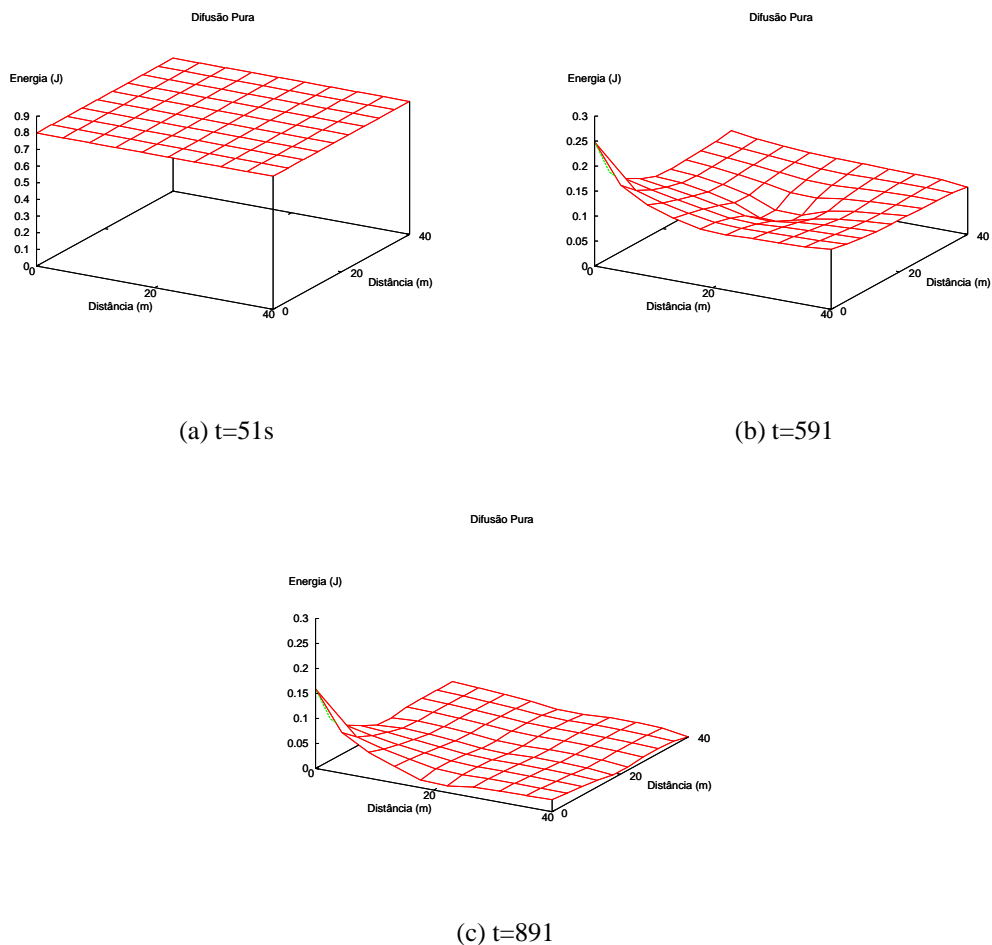 Difusão Pura
Energia (J)
0.9
0.8
0.7
0.6
0.5
0.4
0.3
0.2
0.1
0
0
20
Distância (m)
40
0
20
Distância (m)
40
(a) t=51s
Difusão Pura
Energia (J)
0.3
0.25
0.2
0.15
0.1
0.05
0
0
20
Distância (m)
40
0
20
Distância (m)
40
(b) t=591
Difusão Pura
Energia (J)
0.3
0.25
0.2
0.15
0.1
0.05
0
0
20
Distância (m)
40
0
20
Distância (m)
40
(c) t=891